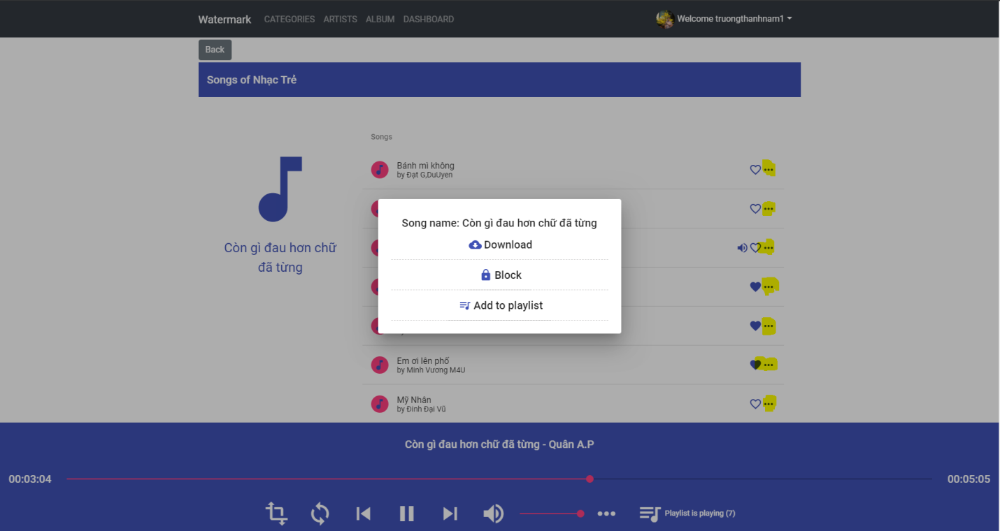 Watermark CATEGORIES ARTISTS ALBUM DASHBOARD Welcome truongthanhnam1
Back
Songs of Nhạc Trẻ
Songs
Bánh mì không
by Đạt G,DuUyen
Song name: Còn gì đau hơn chữ đã từng
Download
Block
Add to playlist
Còn gì đau hơn chữ
đã từng
Em ơi lên phố
by Minh Vương M4U
Mỹ Nhân
by Đinh Đại Vũ
Còn gì đau hơn chữ đã từng - Quân A.P
00:03:04 00:05:05
Playlist is playing (7)